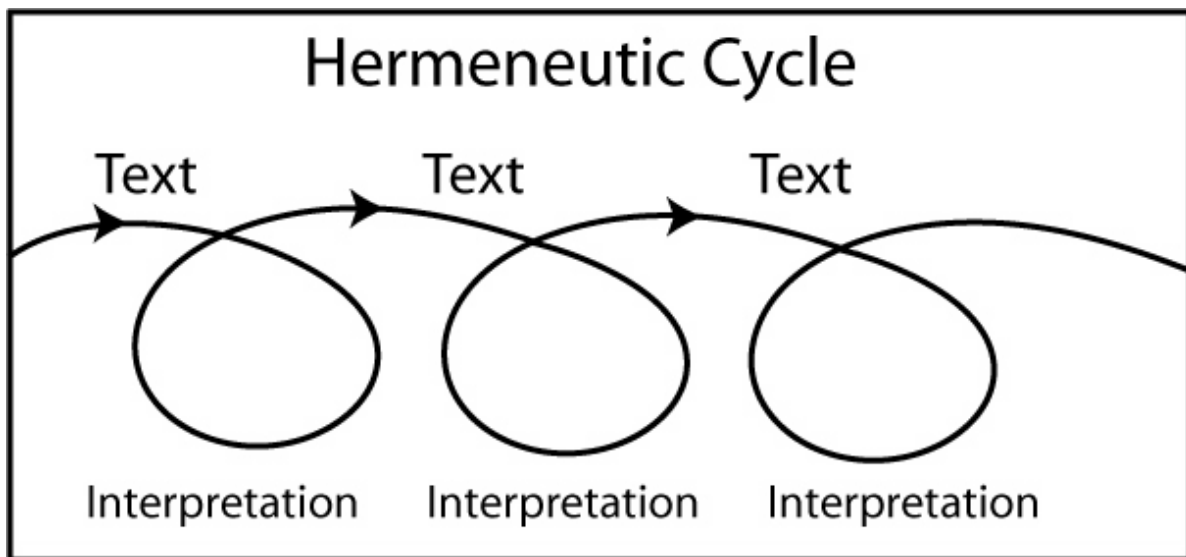 Hermeneutic Cycle
Text Text Text
Interpretation Interpretation Interpretation